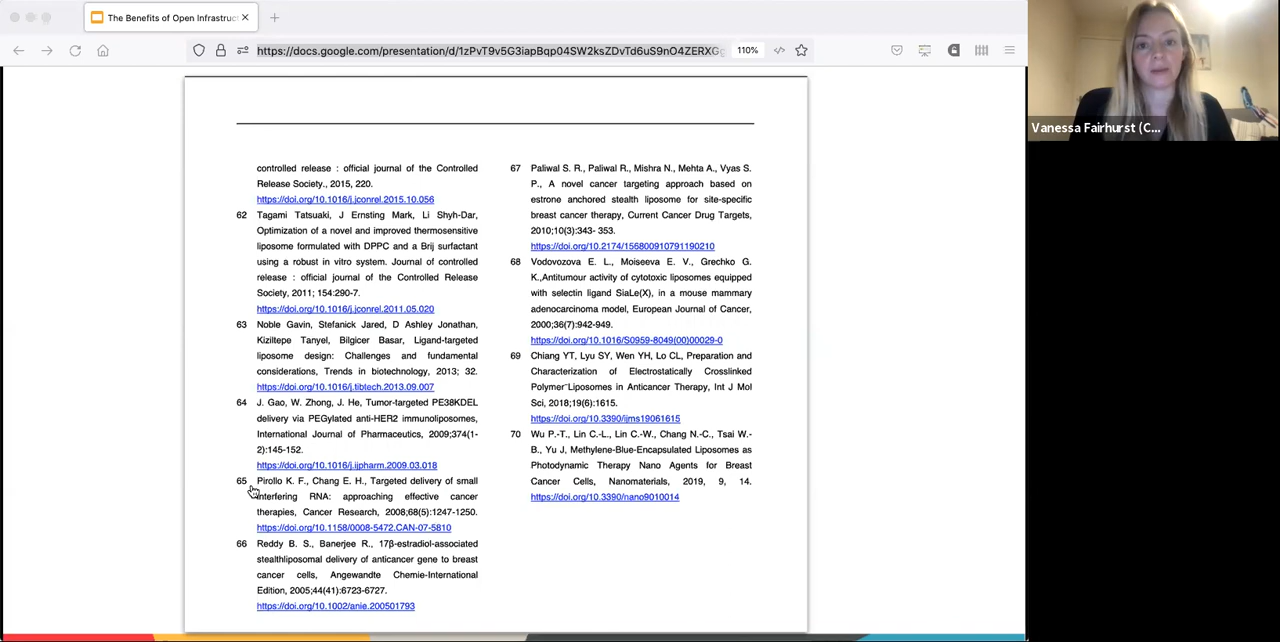 The Benefits of Open Infrastruc
https://docs.google.com/presentation/d/1zPvT9v5G3iapBqp04SW2ksZDvTd6uS9nO4ZERXGg
110%
Vanessa Fairhurst (C...
controlled release : official journal of the Controlled
Release Society., 2015, 220.
https://doi.org/10.1016/j.jconrel.2015.10.056
62 Tagami Tatsuaki, J Ernsting Mark, Li Shyh-Dar,
Optimization of a novel and improved thermosensitive
liposome formulated with DPPC and a Brij surfactant
using a robust in vitro system. Journal of controlled
release : official journal of the Controlled Release
Society, 2011; 154:290-7.
https://doi.org/10.1016/j.jconrel.2011.05.020
63 Noble Gavin, Stefanick Jared, D Ashley Jonathan,
Kiziltepe Tanyel, Bilgicer Basar, Ligand-targeted
liposome design: Challenges and fundamental
considerations, Trends in biotechnology, 2013; 32.
https://doi.org/10.1016/j.tibtech.2013.09.007
64 J. Gao, W. Zhong, J. He, Tumor-targeted PE38KDEL
delivery via PEGylated anti-HER2 immunoliposomes,
International Journal of Pharmaceutics, 2009;374(1-
2):145-152.
https://doi.org/10.1016/j.ijpharm.2009.03.018
65 Pirollo K. F., Chang E. H., Targeted delivery of small
interfering RNA: approaching effective cancer
therapies, Cancer Research, 2008;68(5):1247-1250.
https://doi.org/10.1158/0008-5472.CAN-07-5810
66 Reddy B. S., Banerjee R., 17β-estradiol-associated
stealthliposomal delivery of anticancer gene to breast
cancer cells, Angewandte Chemie-International
Edition, 2005;44(41):6723-6727.
https://doi.org/10.1002/anie.200501793
67 Paliwal S. R., Paliwal R., Mishra N., Mehta A., Vyas S.
P., A novel cancer targeting approach based on
estrone anchored stealth liposome for site-specific
breast cancer therapy, Current Cancer Drug Targets,
2010;10(3):343- 353.
https://doi.org/10.2174/156800910791190210
68 Vodovozova E. L., Moiseeva E. V., Grechko G.
K.,Antitumour activity of cytotoxic liposomes equipped
with selectin ligand SiaLe(X), in a mouse mammary
adenocarcinoma model, European Journal of Cancer,
2000;36(7):942-949.
https://doi.org/10.1016/S0959-8049(00)00029-0
69 Chiang YT, Lyu SY, Wen YH, Lo CL, Preparation and
Characterization of Electrostatically Crosslinked
Polymer‾Liposomes in Anticancer Therapy, Int J Mol
Sci, 2018;19(6):1615.
https://doi.org/10.3390/ijms19061615
70 Wu P.-T., Lin C.-L., Lin C.-W., Chang N.-C., Tsai W.-
B., Yu J, Methylene-Blue-Encapsulated Liposomes as
Photodynamic Therapy Nano Agents for Breast
Cancer Cells, Nanomaterials, 2019, 9, 14.
https://doi.org/10.3390/nano9010014